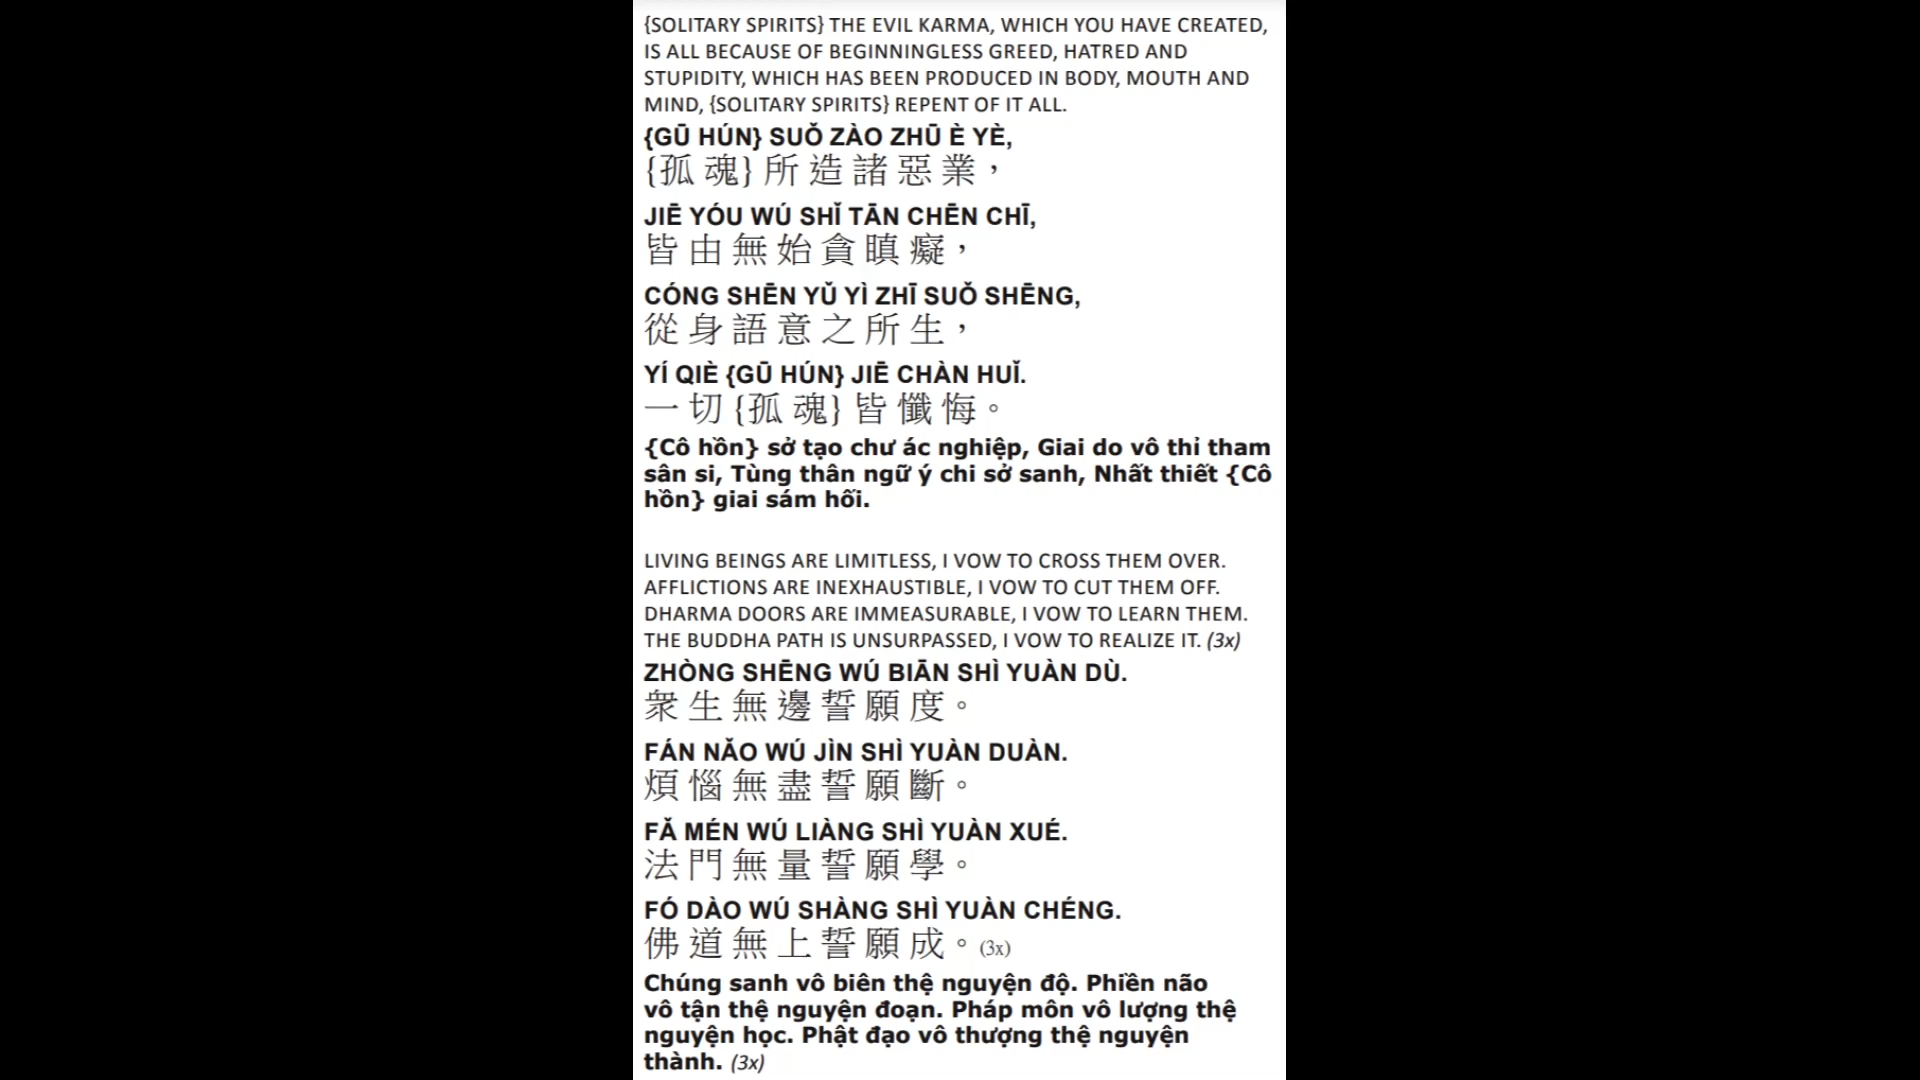 {SOLITARY SPIRITS} THE EVIL KARMA, WHICH YOU HAVE CREATED,
IS ALL BECAUSE OF BEGINNINGLESS GREED, HATRED AND
STUPIDITY, WHICH HAS BEEN PRODUCED IN BODY, MOUTH AND
MIND, {SOLITARY SPIRITS} REPENT OF IT ALL.
{GŪ HÚN} SUǑ ZÀO ZHŪ È YÈ,
{孤 魂} 所 造 諸 惡 業，
JIĒ YÓU WÚ SHǏ TĀN CHĒN CHĪ,
皆 由 無 始 貪 瞋 癡，
CÓNG SHĒN YǓ YÌ ZHĪ SUǑ SHĒNG,
從 身 語 意 之 所 生，
YÍ QIÈ {GŪ HÚN} JIĒ CHÀN HUǏ.
一 切 {孤 魂} 皆 懺 悔。
{Cô hồn} sở tạo chư ác nghiệp, Giai do vô thỉ tham
sân si, Tùng thân ngữ ý chi sở sanh, Nhất thiết {Cô
hồn} giai sám hối.
LIVING BEINGS ARE LIMITLESS, I VOW TO CROSS THEM OVER.
AFFLICTIONS ARE INEXHAUSTIBLE, I VOW TO CUT THEM OFF.
DHARMA DOORS ARE IMMEASURABLE, I VOW TO LEARN THEM.
THE BUDDHA PATH IS UNSURPASSED, I VOW TO REALIZE IT. (3x)
ZHÒNG SHĒNG WÚ BIĀN SHÌ YUÀN DÙ.
眾 生 無 邊 誓 願 度。
FÁN NǍO WÚ JÌN SHÌ YUÀN DUÀN.
煩 惱 無 盡 誓 願 斷。
FǍ MÉN WÚ LIÀNG SHÌ YUÀN XUÉ.
法 門 無 量 誓 願 學。
FÓ DÀO WÚ SHÀNG SHÌ YUÀN CHÉNG.
佛 道 無 上 誓 願 成。(3x)
Chúng sanh vô biên thệ nguyện độ. Phiền não
vô tận thệ nguyện đoạn. Pháp môn vô lượng thệ
nguyện học. Phật đạo vô thượng thệ nguyện
thành. (3x)